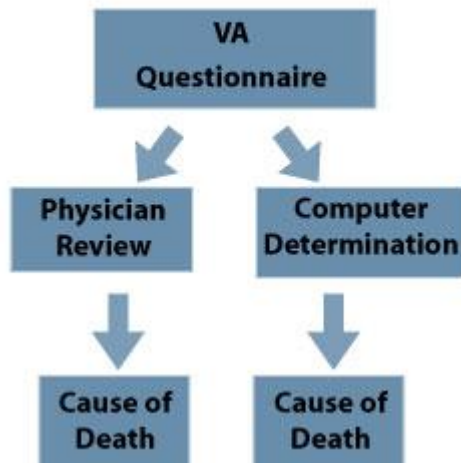 VA
Questionnaire
Physician
Review
Computer
Determination
Cause of
Death
Cause of
Death